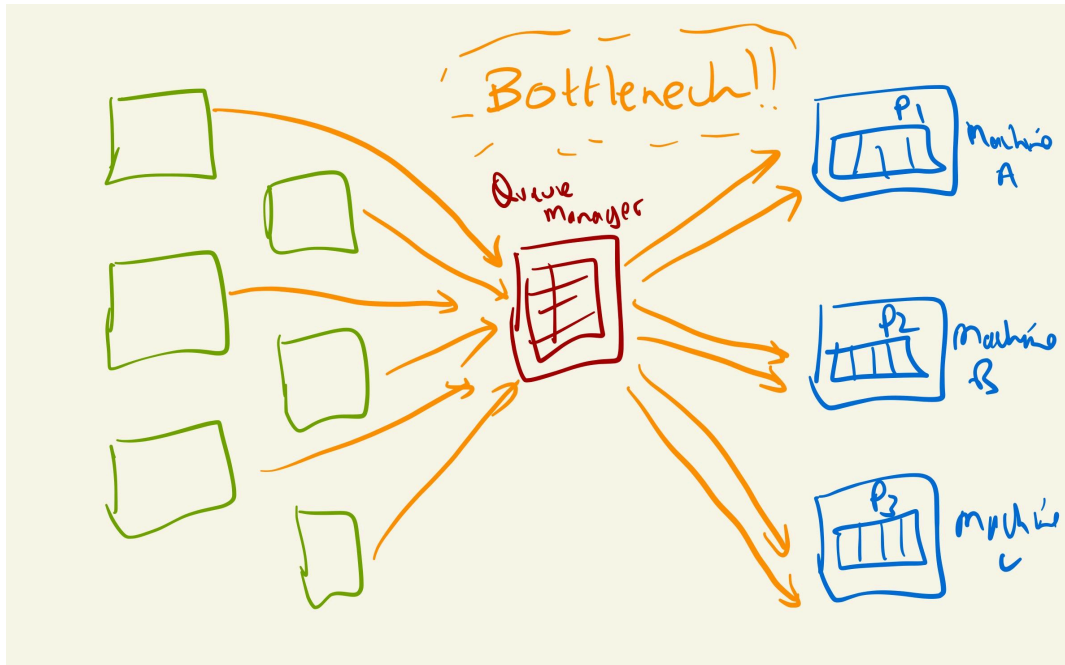 Bottleneck!!
Queue
Manager
P1
Machine
A
P2
Machine
B
P3
Machine
C